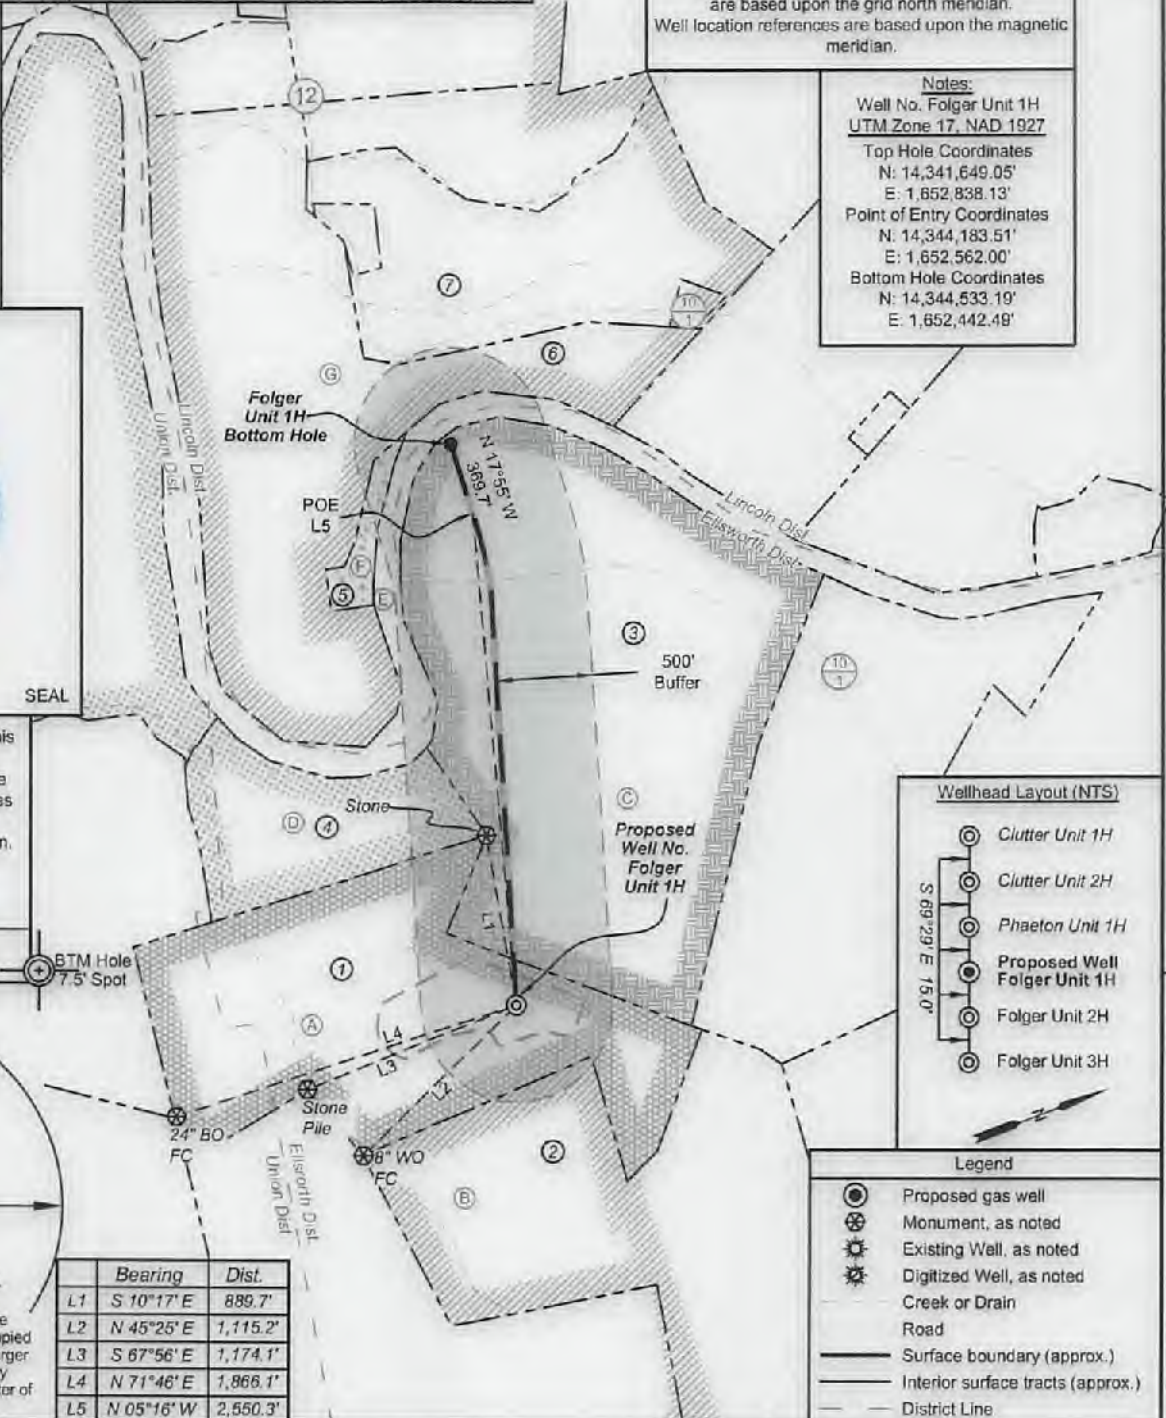 are based upon the grid north meridian.
Well location references are based upon the magnetic
meridian.
Notes:
Well No. Folger Unit 1H
UTM Zone 17, NAD 1927
Top Hole Coordinates
N: 14,341,649.05'
E: 1,652,838.13'
Point of Entry Coordinates
N: 14,344,183.51'
E: 1,652,562.00'
Bottom Hole Coordinates
N: 14,344,533.19'
E: 1,652,442.49'
12
7
10
1
6
G
Folger
Unit 1H
Bottom Hole
Lincoln Dist.
Union Dist.
N 17°55' W
369.7'
POE
L5
Lincoln Dist.
Ellsworth Dist.
F
5
E
3
500'
Buffer
10
1
SEAL
Stone
D
4
C
Proposed
Well No.
Folger
Unit 1H
L1
BTM Hole
7.5' Spot
1
A
L4
L3
L2
Stone
Pile
24" BO
FC
8" WO
FC
2
B
Ellsworth Dist.
Union Dist.
Wellhead Layout (NTS)
Clutter Unit 1H
Clutter Unit 2H
Phaeton Unit 1H
Proposed Well
Folger Unit 1H
Folger Unit 2H
Folger Unit 3H
S 69°29' E 15.0'
N
Legend
Proposed gas well
Monument, as noted
Existing Well, as noted
Digitized Well, as noted
Creek or Drain
Road
Surface boundary (approx.)
Interior surface tracts (approx.)
District Line
Bearing Dist.
L1 S 10°17' E 889.7'
L2 N 45°25' E 1,115.2'
L3 S 67°56' E 1,174.1'
L4 N 71°46' E 1,866.1'
L5 N 05°16' W 2,550.3'